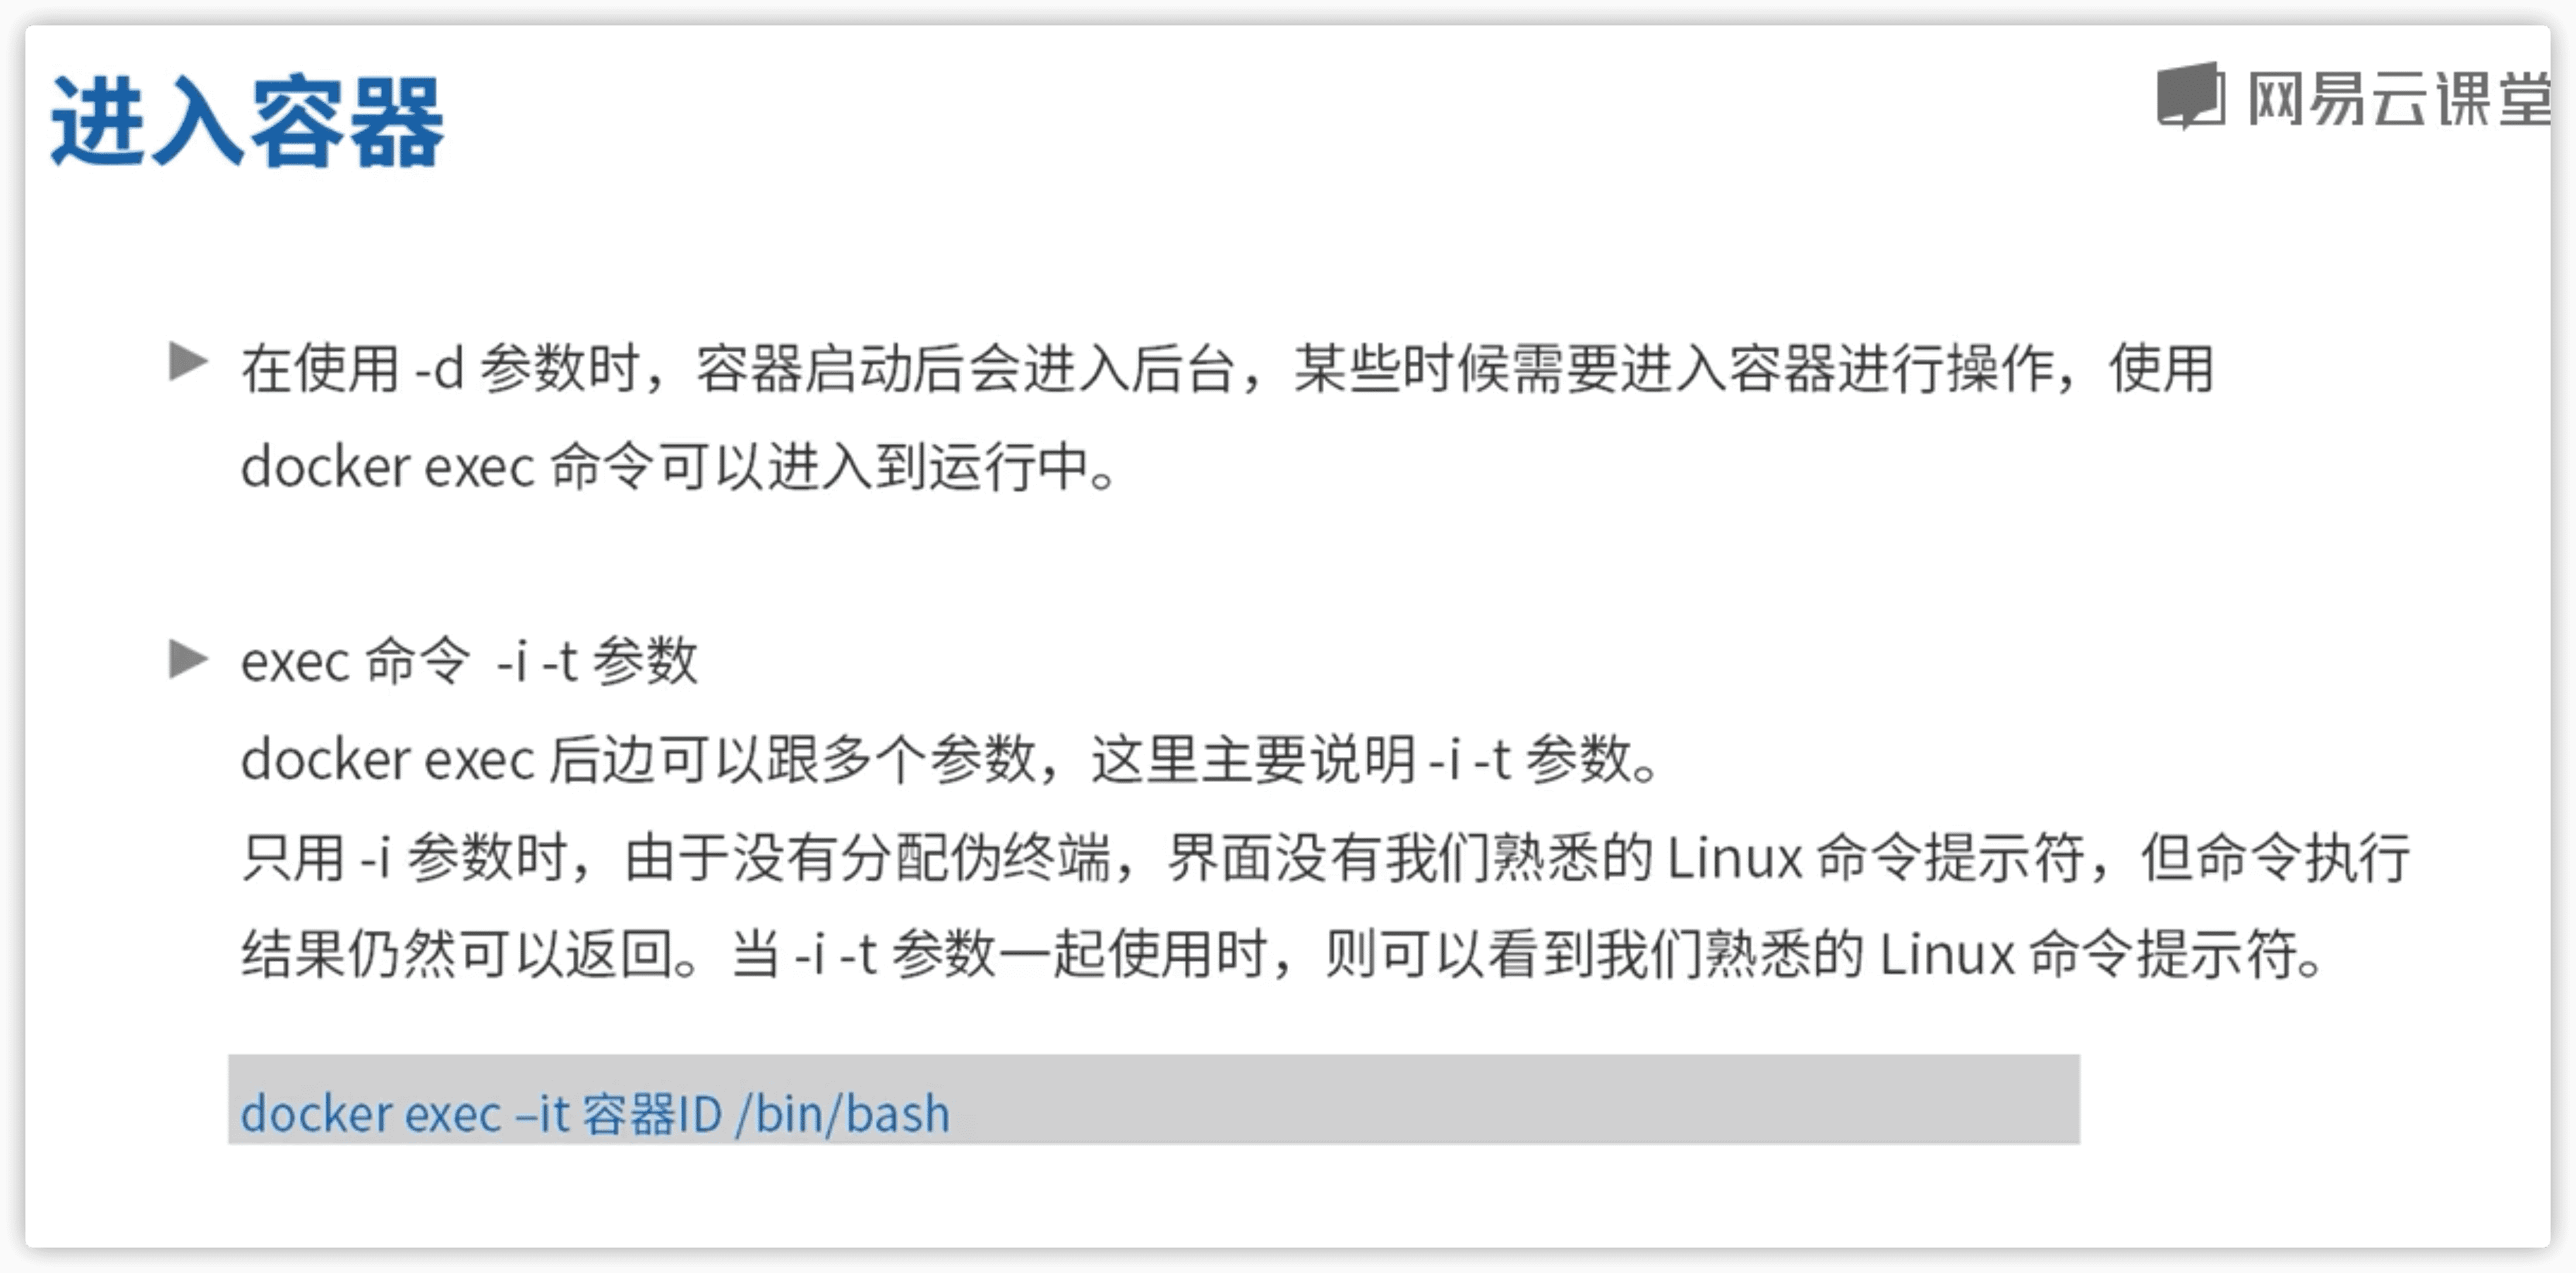 进入容器
网易云课堂
在使用 -d 参数时，容器启动后会进入后台，某些时候需要进入容器进行操作，使用
docker exec 命令可以进入到运行中。
exec 命令 -i -t 参数
docker exec 后边可以跟多个参数，这里主要说明 -i -t 参数。
只用 -i 参数时，由于没有分配伪终端，界面没有我们熟悉的 Linux 命令提示符，但命令执行
结果仍然可以返回。当 -i -t 参数一起使用时，则可以看到我们熟悉的 Linux 命令提示符。
docker exec –it 容器ID /bin/bash